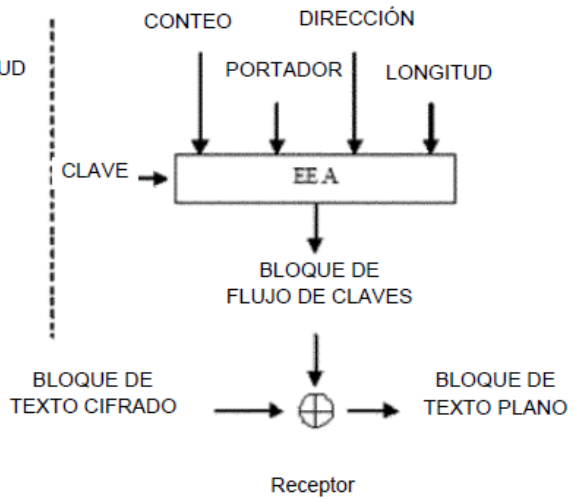 CONTEO
DIRECCIÓN
UD
PORTADOR
LONGITUD
CLAVE
EEA
BLOQUE DE
FLUJO DE CLAVES
BLOQUE DE
TEXTO CIFRADO
BLOQUE DE
TEXTO PLANO
Receptor